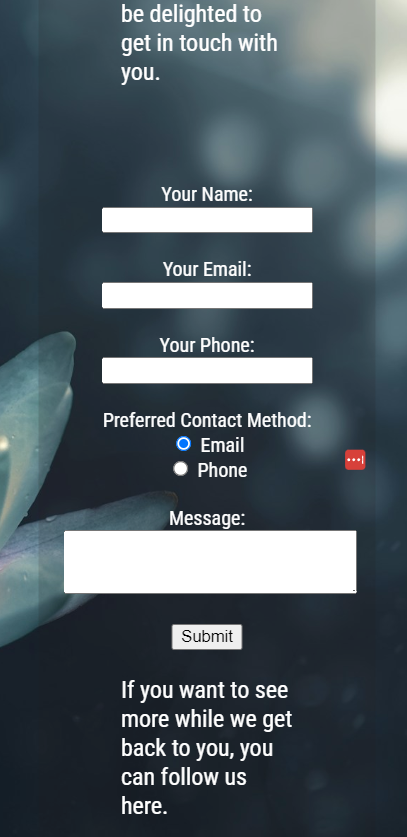 be delighted to
get in touch with
you.
Your Name:
Your Email:
Your Phone:
Preferred Contact Method:
Email
Phone
Message:
Submit
If you want to see
more while we get
back to you, you
can follow us
here.